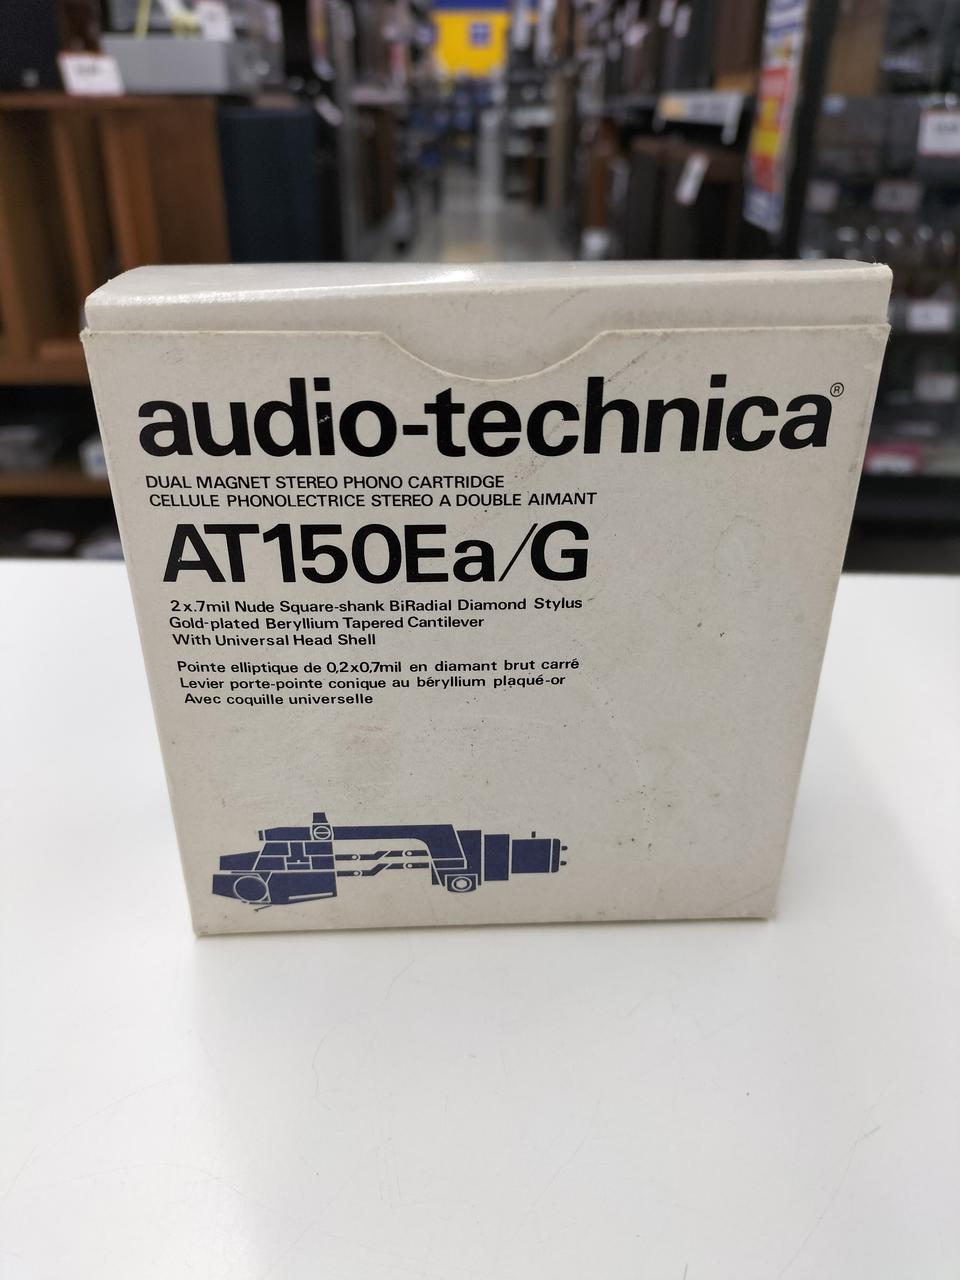 audio-technica®
DUAL MAGNET STEREO PHONO CARTRIDGE
CELLULE PHONOLECTRICE STEREO A DOUBLE AIMANT
AT150Ea/G
2x.7mil Nude Square-shank BiRadial Diamond Stylus
Gold-plated Beryllium Tapered Cantilever
With Universal Head Shell
Pointe elliptique de 0,2x0,7mil en diamant brut carré
Levier porte-pointe conique au béryllium plaqué-or
Avec coquille universelle